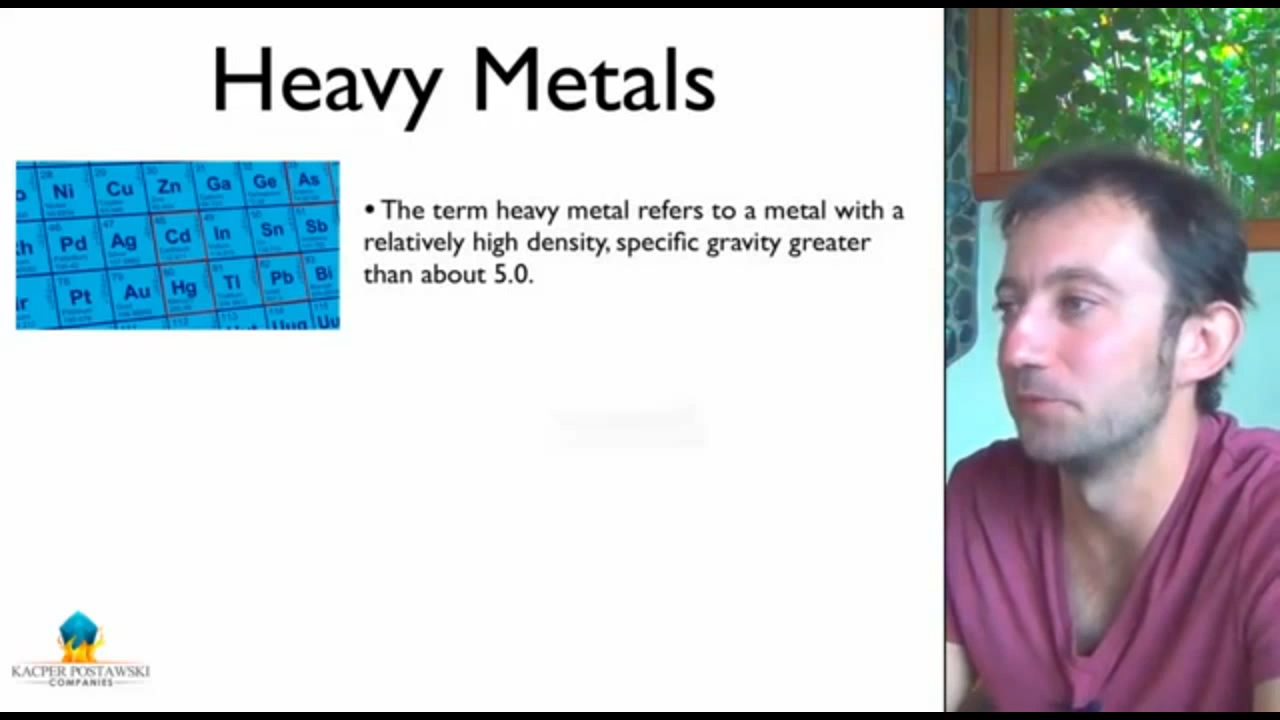 Heavy Metals
Ni Cu Zn Ga Ge As
Pd Ag Cd In Sn Sb
Pt Au Hg Tl Pb Bi
112 113
• The term heavy metal refers to a metal with a
relatively high density, specific gravity greater
than about 5.0.
KACPER POSTAWSKI
COMPANIES